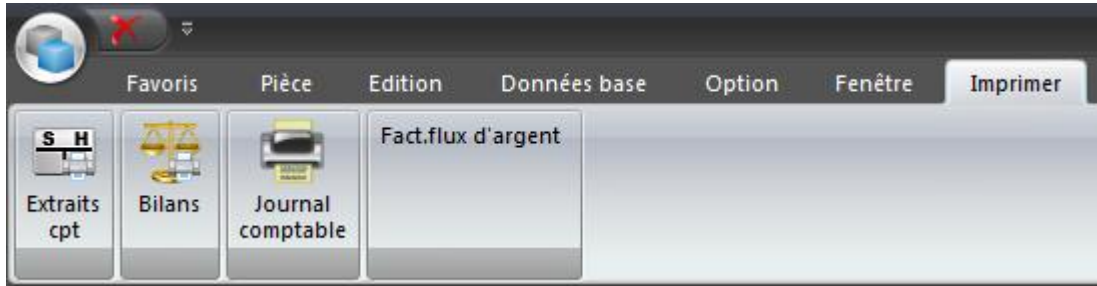 Favoris Pièce Edition Données base Option Fenêtre Imprimer
S H
Fact.flux d'argent
Extraits cpt
Bilans
Journal comptable